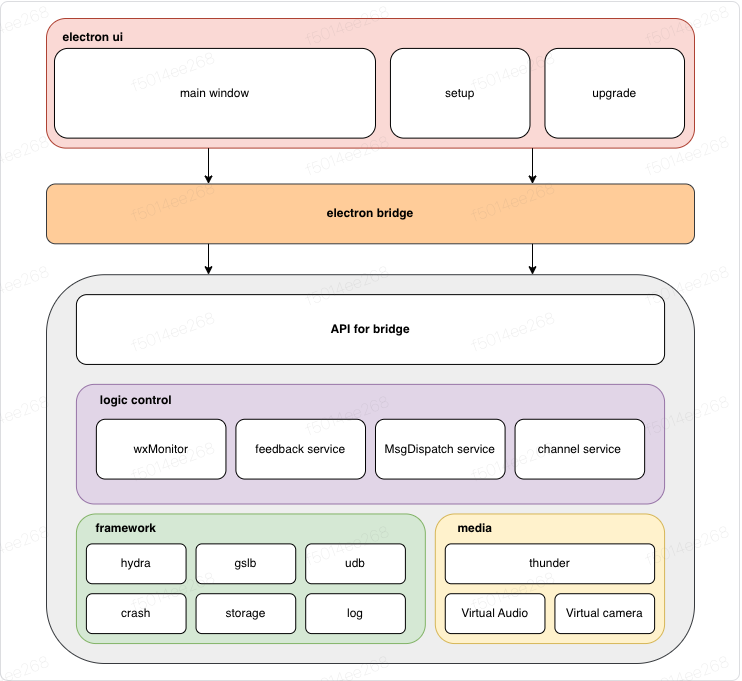 electron ui
main window
setup
upgrade
electron bridge
API for bridge
logic control
wxMonitor
feedback service
MsgDispatch service
channel service
framework
hydra
gslb
udb
crash
storage
log
media
thunder
Virtual Audio
Virtual camera
f5014ee268